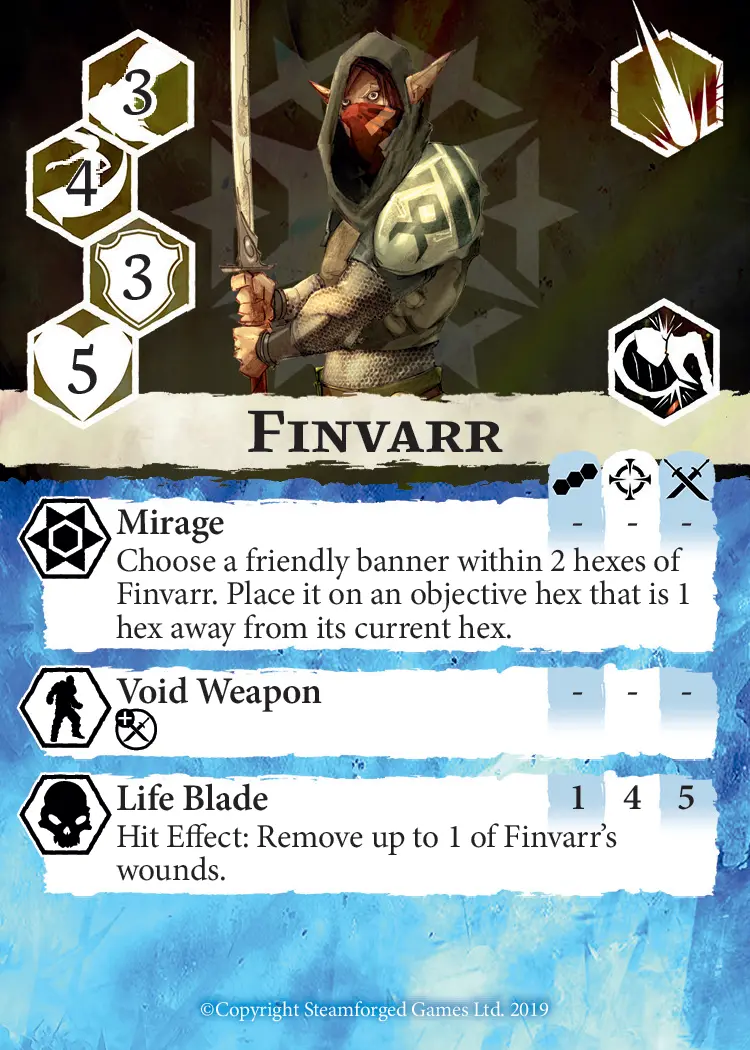 3
4
3
5
FINVARR
Mirage - - -
Choose a friendly banner within 2 hexes of
Finvarr. Place it on an objective hex that is 1
hex away from its current hex.
Void Weapon - - -
Life Blade 1 4 5
Hit Effect: Remove up to 1 of Finvarr's
wounds.
©Copyright Steamforged Games Ltd. 2019